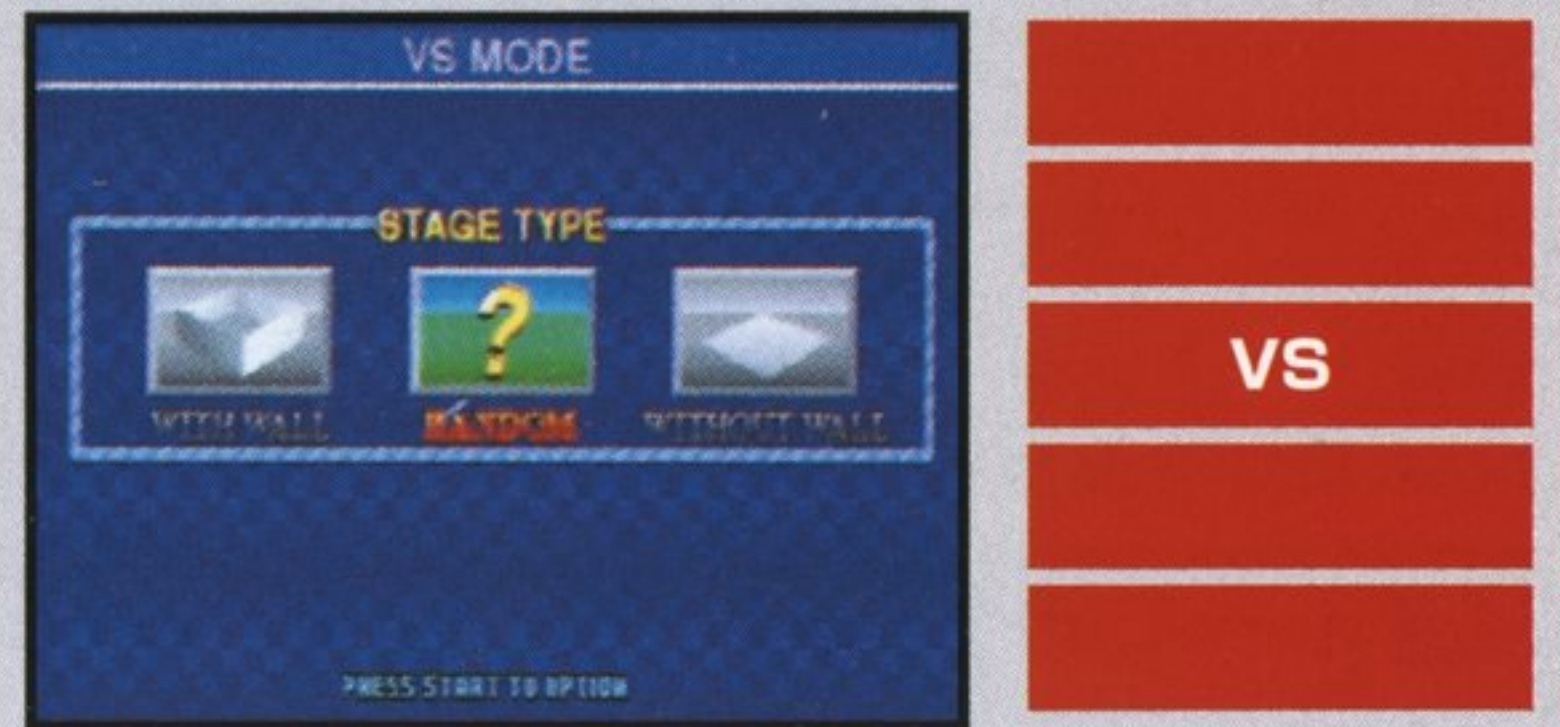 VS MODE
STAGE TYPE
WITH WALL
RANDOM
WITHOUT WALL
PRESS START TO OPTION
VS